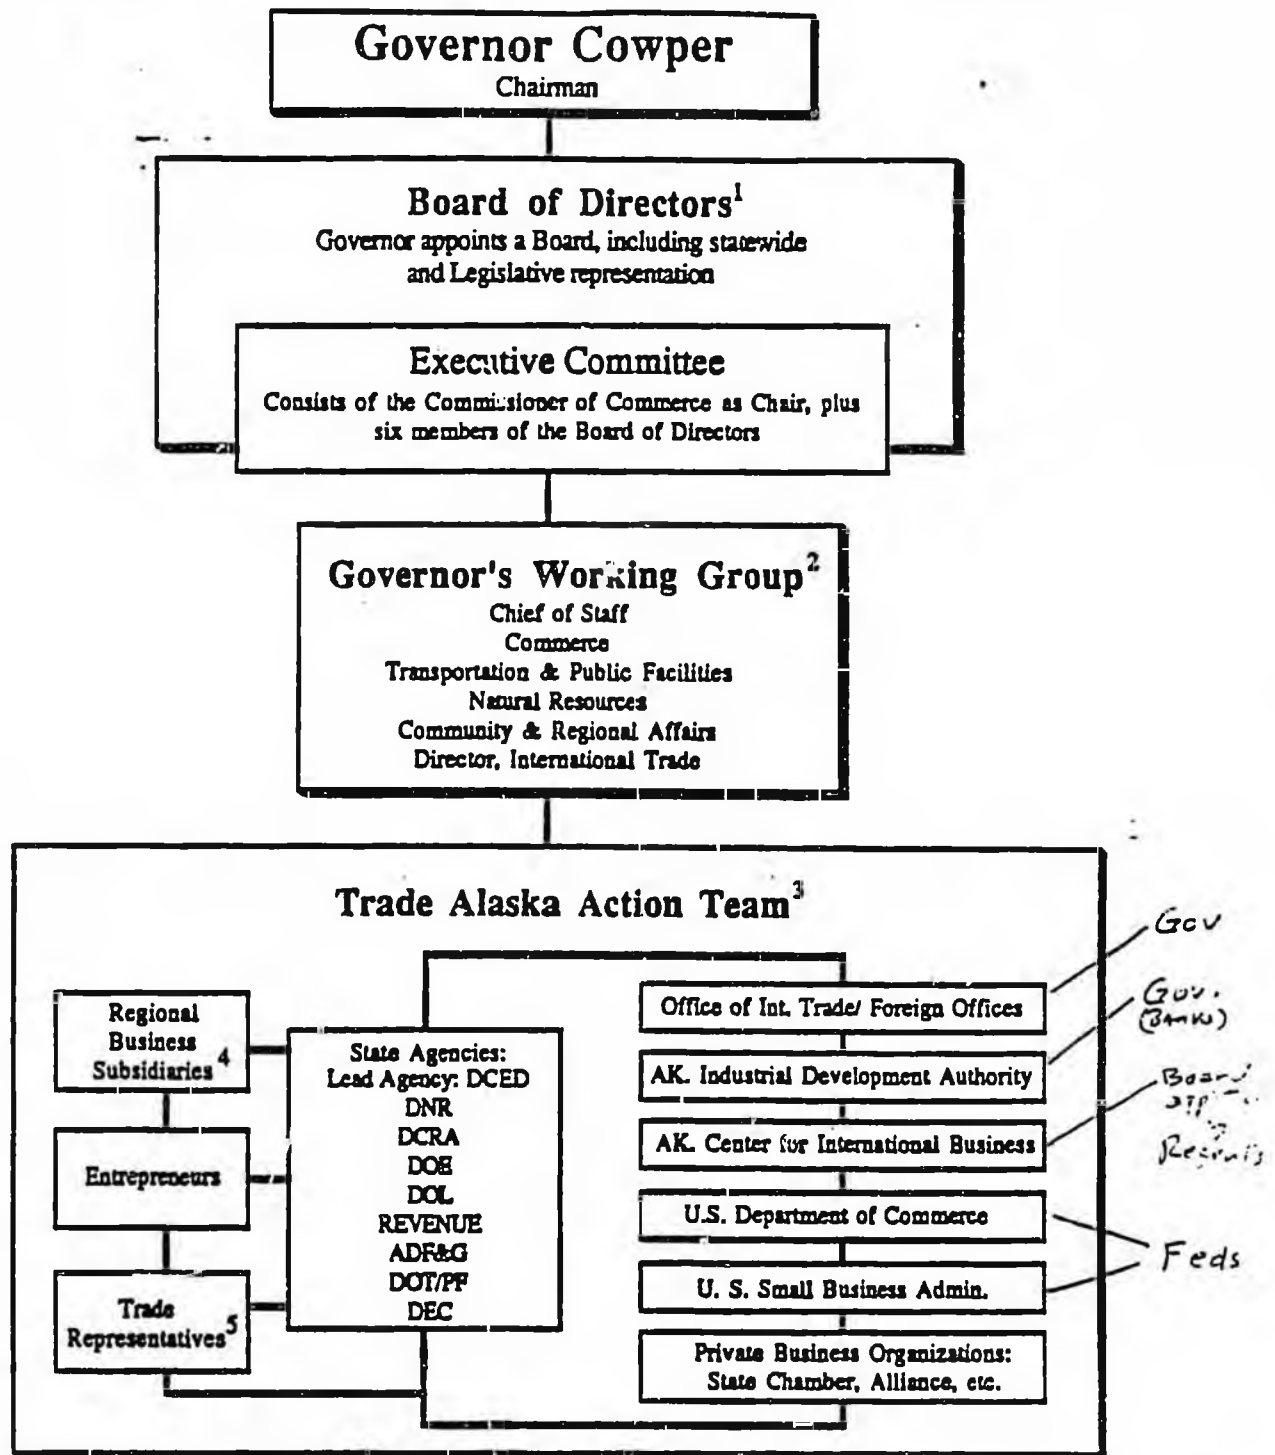 Governor Cowper
Chairman
Board of Directors1
Governor appoints a Board, including statewide
and Legislative representation
Executive Committee
Consists of the Commissioner of Commerce as Chair, plus
six members of the Board of Directors
Governor's Working Group2
Chief of Staff
Commerce
Transportation & Public Facilities
Natural Resources
Community & Regional Affairs
Director, International Trade
Trade Alaska Action Team3
Regional
Business
Subsidiaries4
Entrepreneurs
Trade
Representatives5
State Agencies:
Lead Agency: DCED
DNR
DCRA
DOE
DOL
REVENUE
ADF&G
DOT/PF
DEC
Office of Int. Trade/ Foreign Offices
AK. Industrial Development Authority
AK. Center for International Business
U.S. Department of Commerce
U. S. Small Business Admin.
Private Business Organizations:
State Chamber, Alliance, etc.
Gov
Gov.
(BANKS)
Board
Regents
Feds